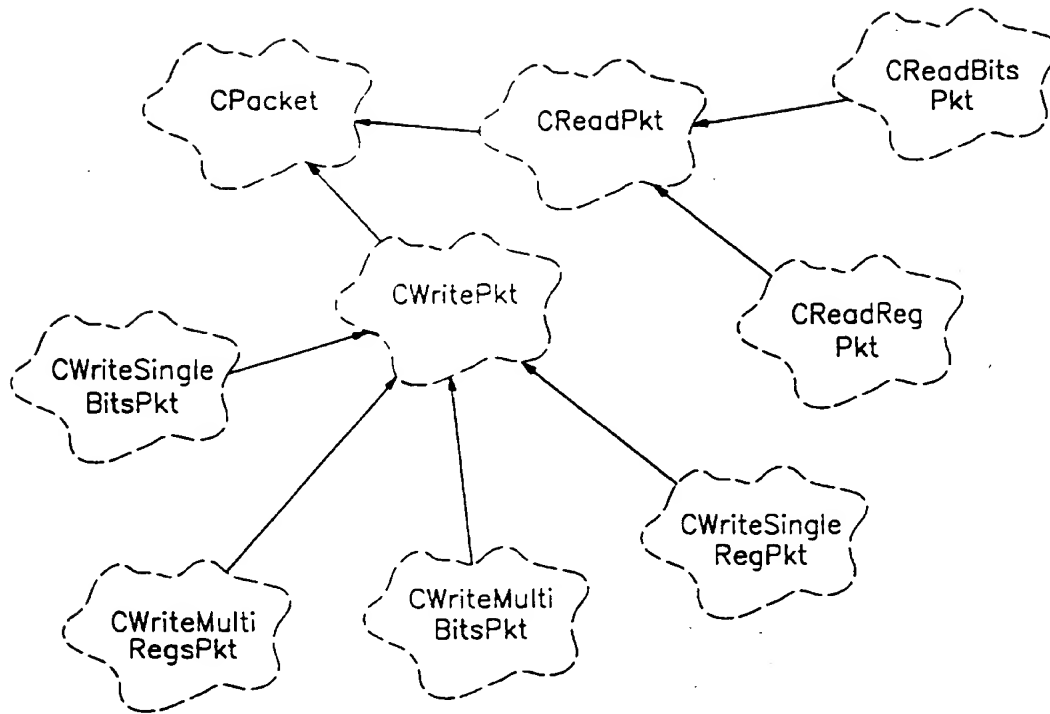 CPacket
CReadPkt
CReadBits
Pkt
CWritePkt
CReadReg
Pkt
CWriteSingle
BitsPkt
CWriteSingle
RegPkt
CWriteMulti
RegsPkt
CWriteMulti
BitsPkt